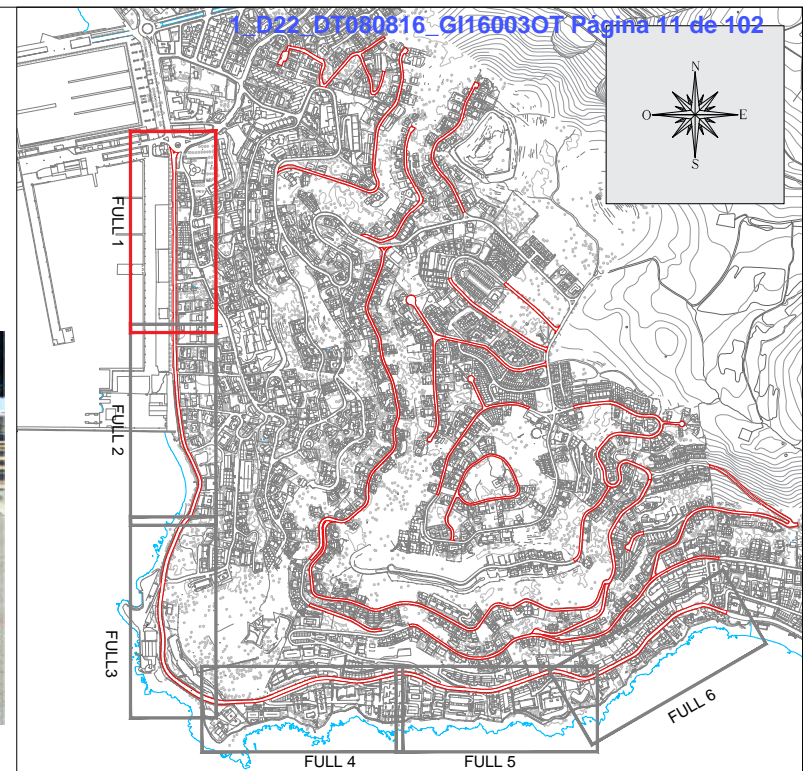 1_D22_DT080816_GI16003OT Página 11 de 102
N
O
E
S
FULL 1
FULL 2
FULL3
FULL 4
FULL 5
FULL 6